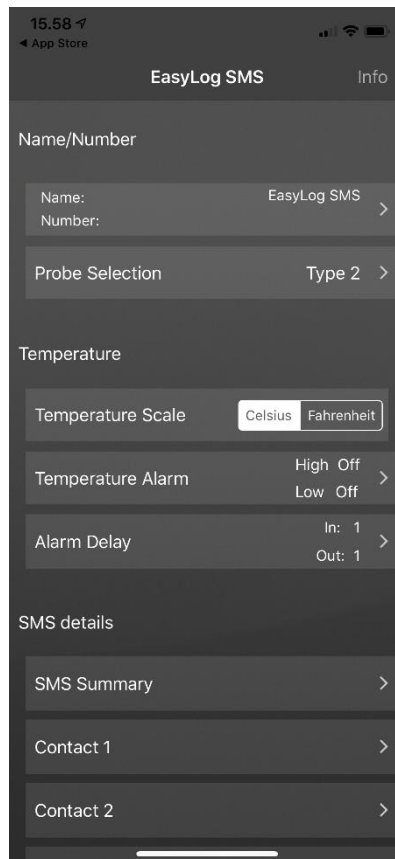 15.58
App Store
EasyLog SMS Info
Name/Number
Name: EasyLog SMS
Number:
Probe Selection Type 2
Temperature
Temperature Scale Celsius Fahrenheit
Temperature Alarm High Off
Low Off
Alarm Delay In: 1
Out: 1
SMS details
SMS Summary
Contact 1
Contact 2